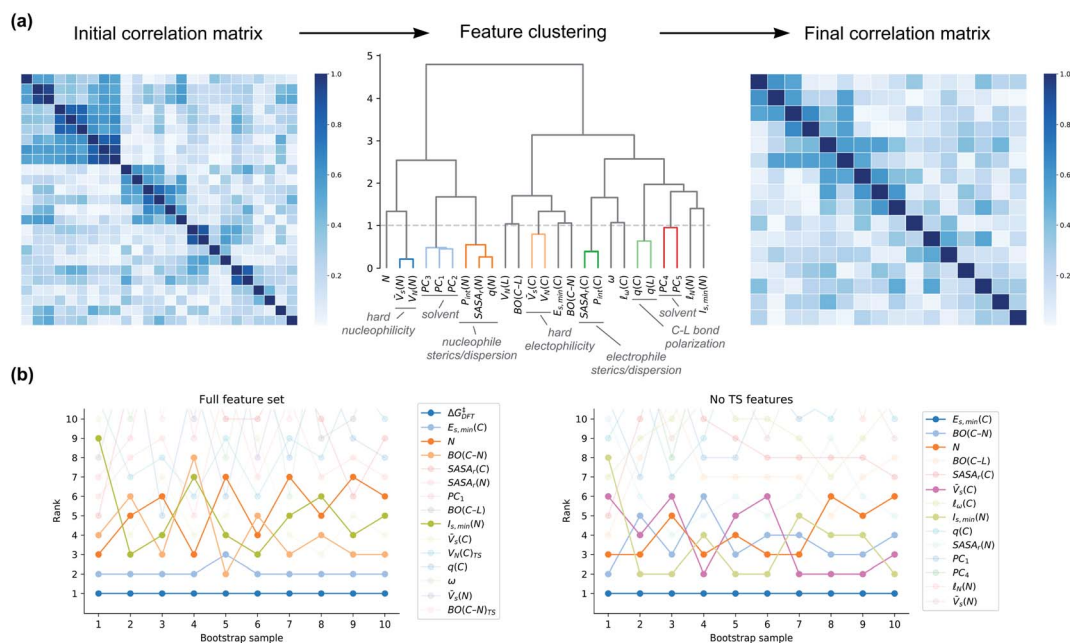 (a)
Initial correlation matrix
Feature clustering
Final correlation matrix
1.0
0.8
0.6
0.4
0.2
5
4
3
2
1
0
N
V̄s(N)
VN(N)
PC3
PC1
PC2
Pint(N)
SASAr(N)
q(N)
VN(L)
BO(C–L)
V̄s(C)
VN(C)
Es,min(C)
BO(C–N)
SASAr(C)
Pint(C)
ω
ℓω(C)
q(C)
q(L)
PC4
PC5
ℓN(N)
Is,min(N)
hard
nucleophilicity
solvent
nucleophile
sterics/dispersion
hard
electophilicity
electrophile
sterics/dispersion
C-L bond
polarization
solvent
1.0
0.8
0.6
0.4
0.2
(b)
Full feature set
Rank
10
9
8
7
6
5
4
3
2
1
1 2 3 4 5 6 7 8 9 10
Bootstrap sample
ΔG‡DFT
Es,min(C)
N
BO(C–N)
SASAr(C)
SASAr(N)
PC1
BO(C–L)
Is,min(N)
V̄s(C)
VN(C)TS
q(C)
ω
V̄s(N)
BO(C–N)TS
No TS features
Rank
10
9
8
7
6
5
4
3
2
1
1 2 3 4 5 6 7 8 9 10
Bootstrap sample
Es,min(C)
BO(C–N)
N
BO(C–L)
SASAr(C)
V̄s(C)
ℓω(C)
Is,min(N)
q(C)
SASAr(N)
PC1
PC4
ℓN(N)
V̄s(N)